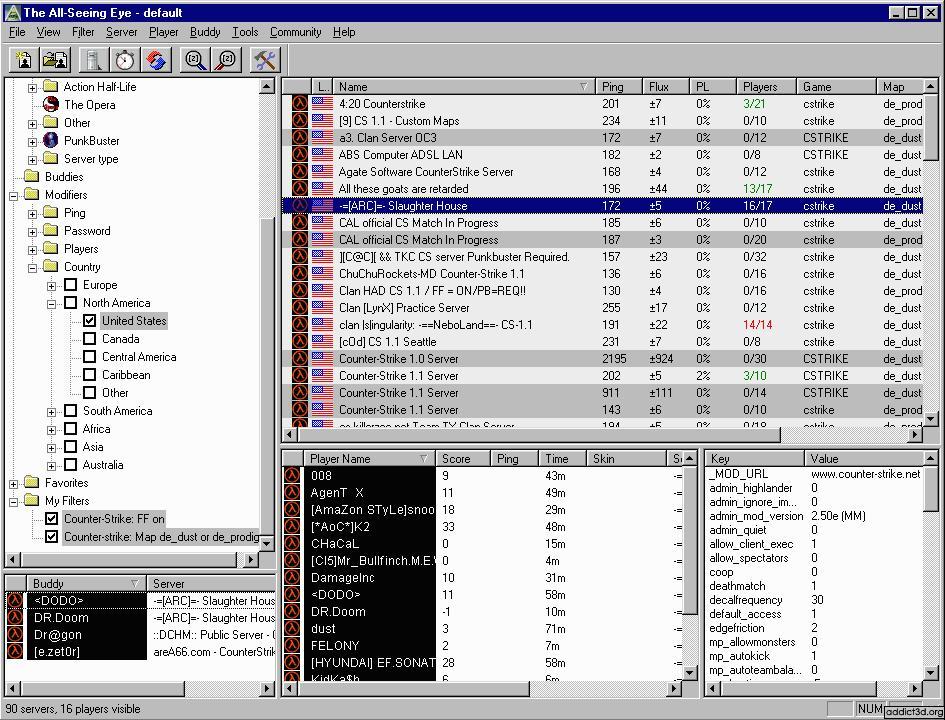 The All-Seeing Eye - default
File View Filter Server Player Buddy Tools Community Help
Action Half-Life
The Opera
Other
PunkBuster
Server type
Buddies
Modifiers
Ping
Password
Players
Country
Europe
North America
United States
Canada
Central America
Caribbean
Other
South America
Africa
Asia
Australia
Favorites
My Filters
Counter-Strike: FF on
Counter-strike: Map de_dust or de_prodig
L.. Name Ping Flux PL Players Game Map
4:20 Counterstrike 201 ±7 0% 3/21 cstrike de_prod
[9] CS 1.1 - Custom Maps 234 ±11 0% 0/10 cstrike de_prod
a3. Clan Server OC3 172 ±7 0% 0/12 CSTRIKE de_dust
ABS Computer ADSL LAN 182 ±2 0% 0/8 CSTRIKE de_dust
Agate Software CounterStrike Server 168 ±4 0% 0/12 cstrike de_dust
All these goats are retarded 196 ±44 0% 13/17 cstrike de_dust
-=[ARC]=- Slaughter House 172 ±5 0% 16/17 cstrike de_dust
CAL official CS Match In Progress 185 ±6 0% 0/10 cstrike de_dust
CAL official CS Match In Progress 187 ±3 0% 0/20 cstrike de_prod
][C@C][ && TKC CS server Punkbuster Required. 157 ±23 0% 0/32 cstrike de_dust
ChuChuRockets-MD Counter-Strike 1.1 136 ±6 0% 0/16 cstrike de_dust
Clan HAD CS 1.1 / FF = ON/PB=REQ!! 130 ±4 0% 0/16 cstrike de_prod
Clan [LynX] Practice Server 255 ±17 0% 0/12 cstrike de_dust
clan |singularity: -==NeboLand==- CS-1.1 191 ±22 0% 14/14 cstrike de_dust
[cOd] CS 1.1 Seattle 231 ±7 0% 0/8 cstrike de_dust
Counter-Strike 1.0 Server 2195 ±924 0% 0/30 CSTRIKE de_dust
Counter-Strike 1.1 Server 202 ±5 2% 3/10 CSTRIKE de_dust
Counter-Strike 1.1 Server 911 ±111 0% 0/14 CSTRIKE de_dust
Counter-Strike 1.1 Server 143 ±6 0% 0/10 cstrike de_prod
194 ±5 0% 0/18 cstrike de_dust
Buddy Server
<DODO> -=[ARC]=- Slaughter Hous
DR.Doom -=[ARC]=- Slaughter Hous
Dr@gon ::DCHM:: Public Server - (
[e.zet0r] areA66.com - CounterStrik
Player Name Score Ping Time Skin
008 9 43m -=
AgenT X 11 49m -=
[AmaZon STyLe]snoo 18 29m -=
[*AoC*]K2 33 48m -=
CHaCaL 0 15m -=
[CI5]Mr_Bullfinch.M.E.V 0 4m -=
DamageInc 10 31m -=
<DODO> 11 58m -=
DR.Doom -1 10m -=
dust 3 71m -=
FELONY 2 7m -=
[HYUNDAI] EF.SONAT 28 58m -=
KidKa$h 6 6m -=
Key Value
_MOD_URL www.counter-strike.net
admin_highlander 0
admin_ignore_im... 0
admin_mod_version 2.50e (MM)
admin_quiet 0
allow_client_exec 1
allow_spectators 0
coop 0
deathmatch 1
decalfrequency 30
default_access 1
edgefriction 2
mp_allowmonsters 0
mp_autokick 1
mp_autoteambala... 0
90 servers, 16 players visible
NUM
addict3d.org